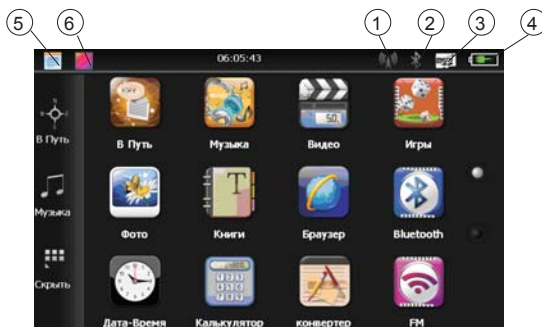 5 6 1 2 3 4
06:05:43
В Путь Музыка Видео Игры
В Путь
Фото Книги Браузер Bluetooth
Музыка
Скрыть
Дата-Время Калькулятор конвертер FM